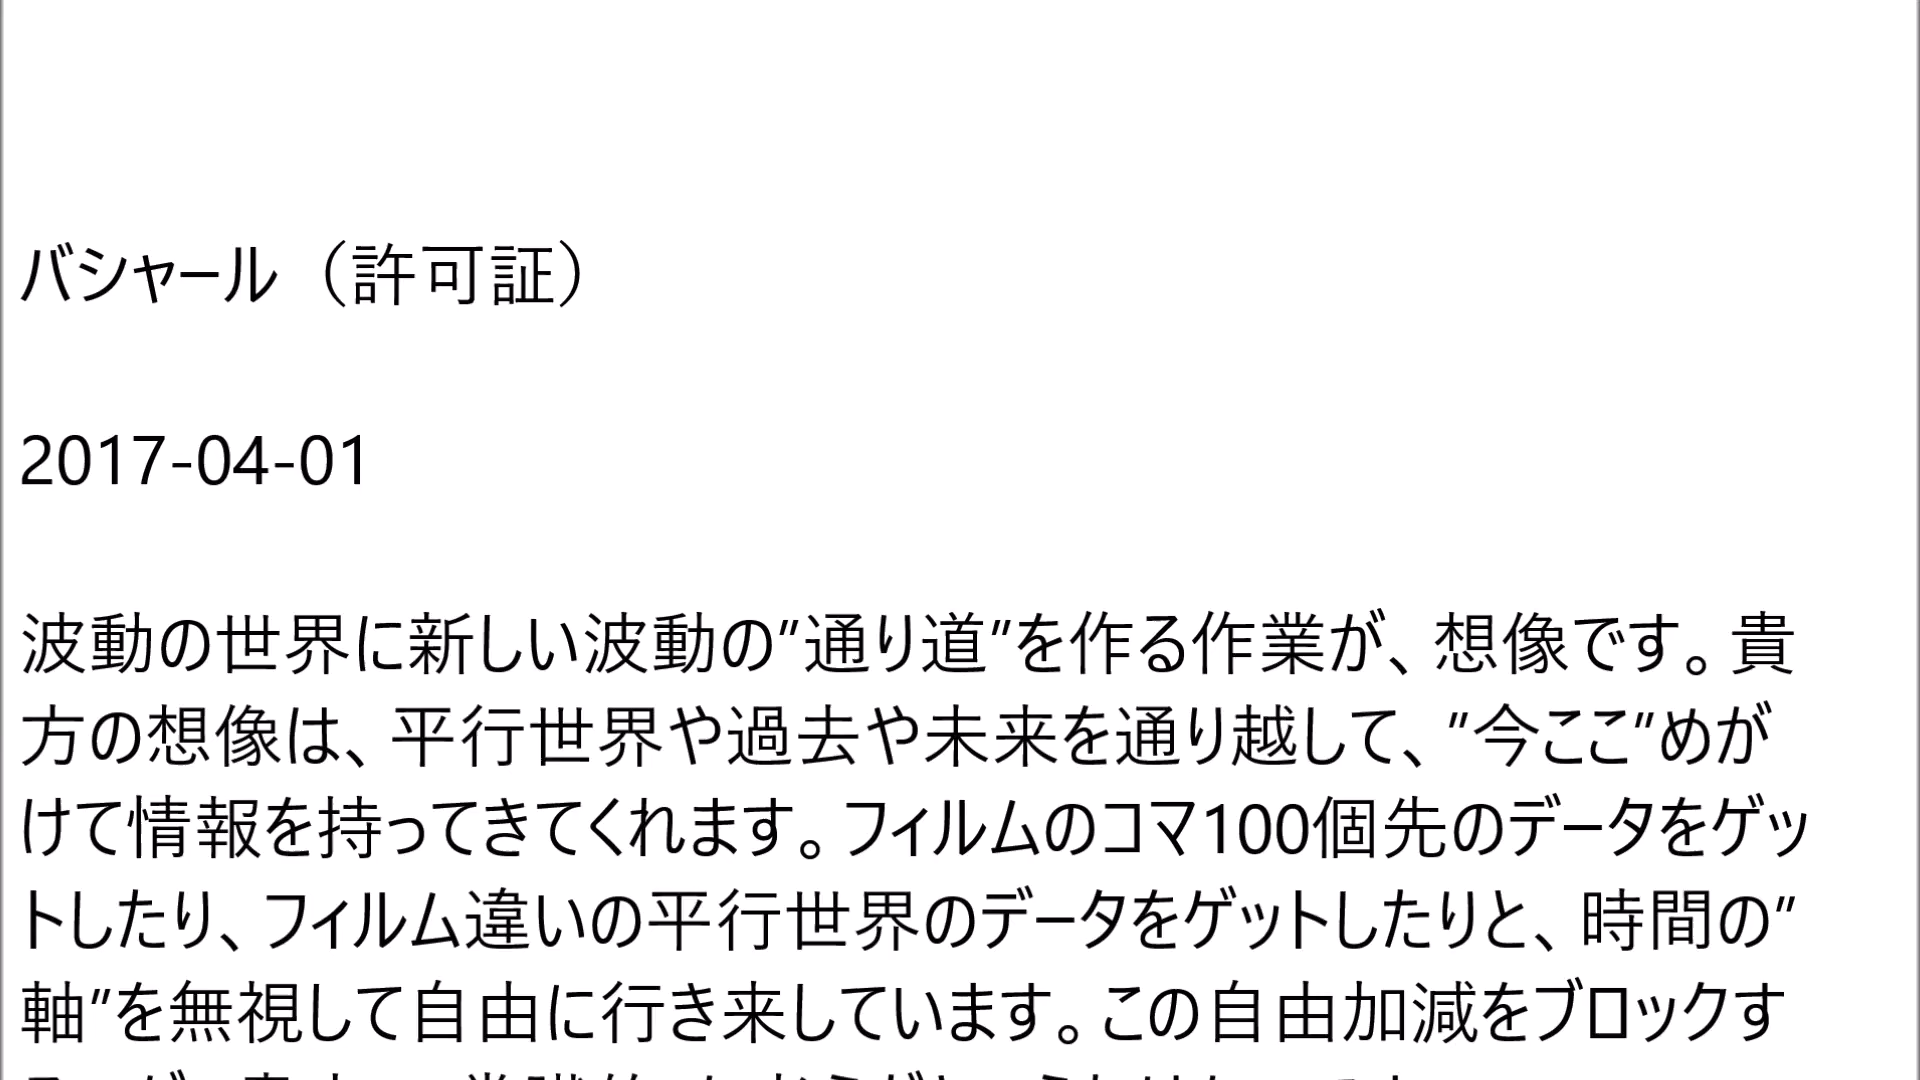 バシャール（許可証）
2017-04-01
波動の世界に新しい波動の”通り道”を作る作業が、想像です。貴
方の想像は、平行世界や過去や未来を通り越して、”今ここ”めが
けて情報を持ってきてくれます。フィルムのコマ100個先のデータをゲッ
トしたり、フィルム違いの平行世界のデータをゲットしたりと、時間の”
軸”を無視して自由に行き来しています。この自由加減をブロックす